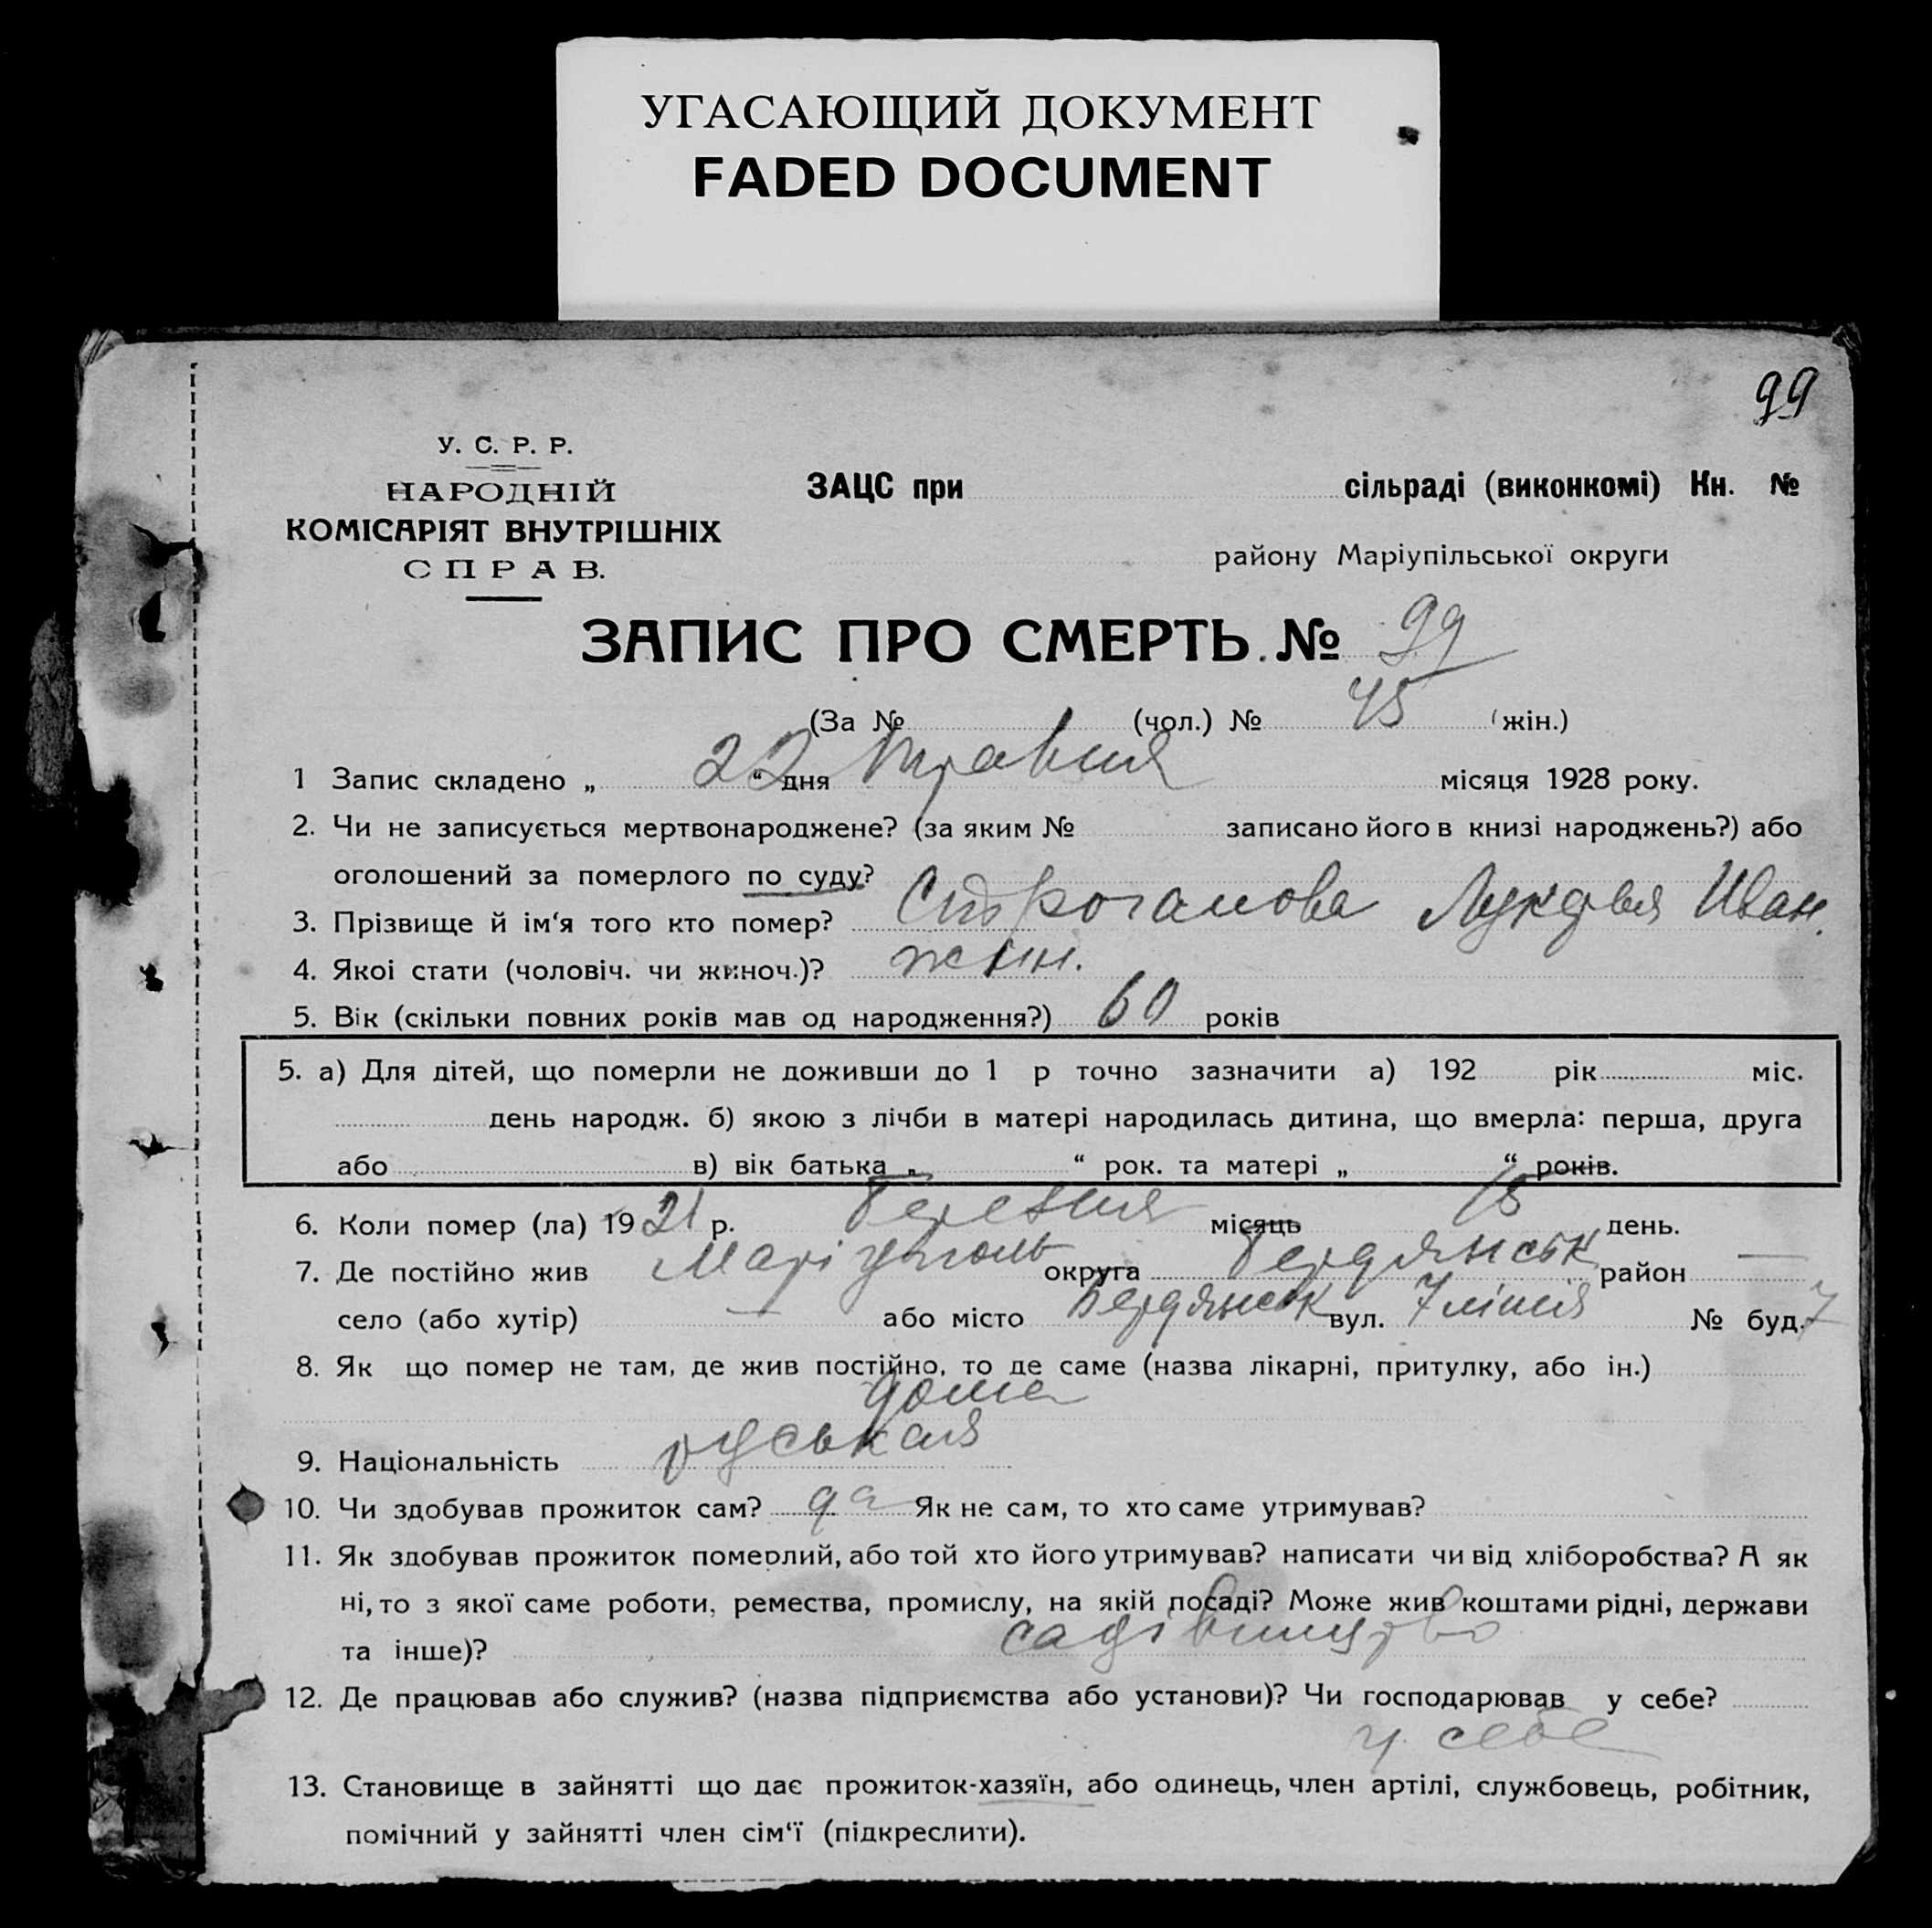 УГАСАЮЩИЙ ДОКУМЕНТ
FADED DOCUMENT
99
У. С. Р. Р.
НАРОДНІЙ
КОМІСАРІЯТ ВНУТРІШНІХ
СПРАВ.
ЗАЦС при сільраді (виконкомі) Кн. №
району Маріупільської округи
ЗАПИС ПРО СМЕРТЬ. № 99
(За № (чол.) № 45 (жін.)
1 Запис складено „ 22 “ дня травня місяця 1928 року.
2. Чи не записується мертвонароджене? (за яким № записано його в книзі народжень?) або
оголошений за померлого по суду?
3. Прізвище й ім‘я того кто помер? Строганова Лукерья Иван.
4. Якоі стати (чоловіч. чи жиноч.)? жін.
5. Вік (скільки повних років мав од народження?) 60 років
5. а) Для дітей, що померли не доживши до 1 р точно зазначити а) 192 рік міс.
день народж. б) якою з лічби в матері народилась дитина, що вмерла: перша, друга
або в) вік батька „ “ рок. та матері „ “ років.
6. Коли помер (ла) 1921 р. березня місяць 15 день.
7. Де постійно жив Маріуполь округа Бердянськ район —
село (або хутір) — або місто Бердянськ вул. 7 лінія № буд. 7
8. Як що помер не там, де жив постійно, то де саме (назва лікарні, притулку, або ін.)
дома
9. Національність руськая
10. Чи здобував прожиток сам? да Як не сам, то хто саме утримував?
11. Як здобував прожиток померлий, або той хто його утримував? написати чи від хліборобства? А як
ні, то з якої саме роботи, ремества, промислу, на якій посаді? Може жив коштами рідні, держави
та інше)? садівництво
12. Де працював або служив? (назва підприємства або установи)? Чи господарював у себе?
у себе
13. Становище в зайнятті що дає прожиток-хазяїн, або одинець, член артілі, службовець, робітник,
помічний у зайнятті член сім‘ї (підкреслити).